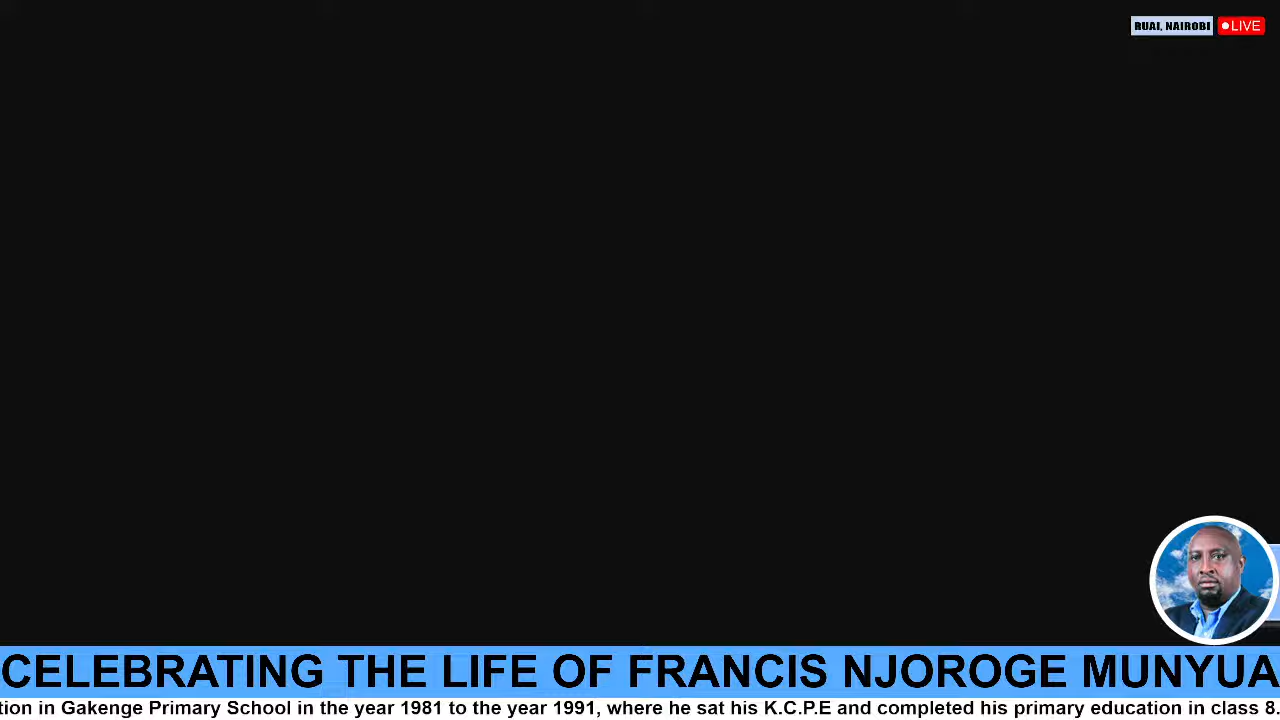 RUAI, NAIROBI LIVE
CELEBRATING THE LIFE OF FRANCIS NJOROGE MUNYUA
tion in Gakenge Primary School in the year 1981 to the year 1991, where he sat his K.C.P.E and completed his primary education in class 8.